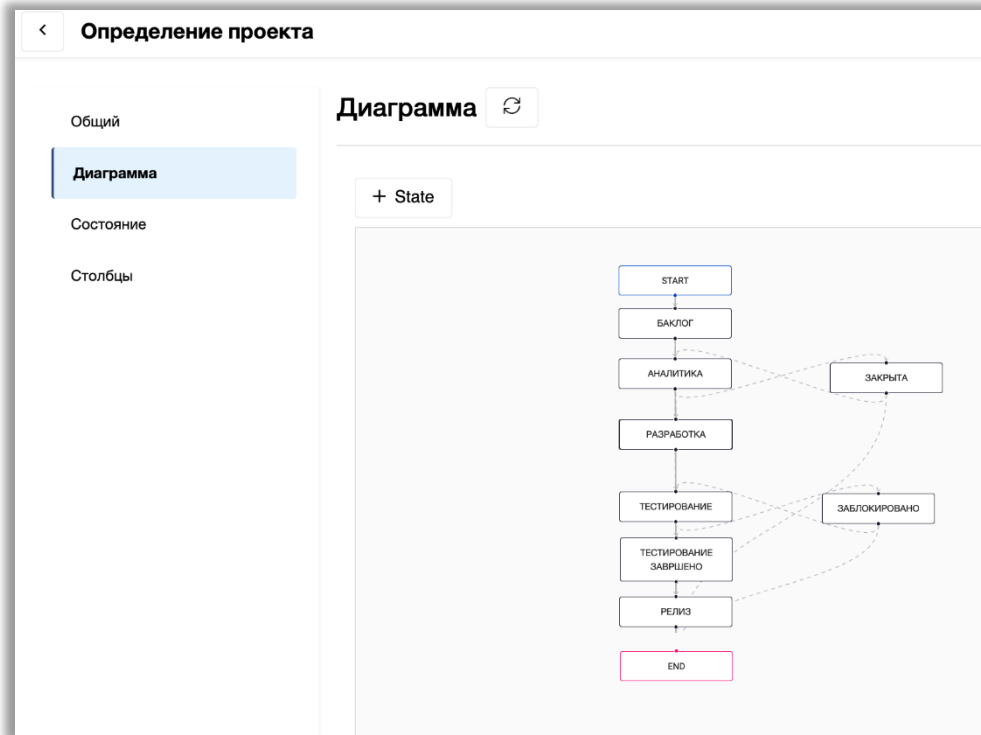 Определение проекта
Общий
Диаграмма
Состояние
Столбцы
Диаграмма
+ State
START
БАКЛОГ
АНАЛИТИКА
ЗАКРЫТА
РАЗРАБОТКА
ТЕСТИРОВАНИЕ
ЗАБЛОКИРОВАНО
ТЕСТИРОВАНИЕ
ЗАВРШЕНО
РЕЛИЗ
END